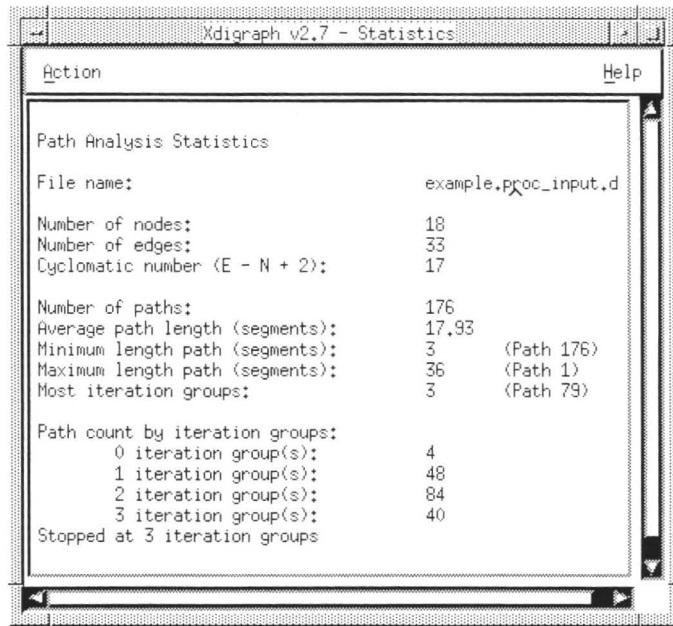 Xdigraph v2.7 - Statistics
Action Help
Path Analysis Statistics
File name: example.proc_input.d
Number of nodes: 18
Number of edges: 33
Cyclomatic number (E - N + 2): 17
Number of paths: 176
Average path length (segments): 17.93
Minimum length path (segments): 3 (Path 176)
Maximum length path (segments): 36 (Path 1)
Most iteration groups: 3 (Path 79)
Path count by iteration groups:
0 iteration group(s): 4
1 iteration group(s): 48
2 iteration group(s): 84
3 iteration group(s): 40
Stopped at 3 iteration groups